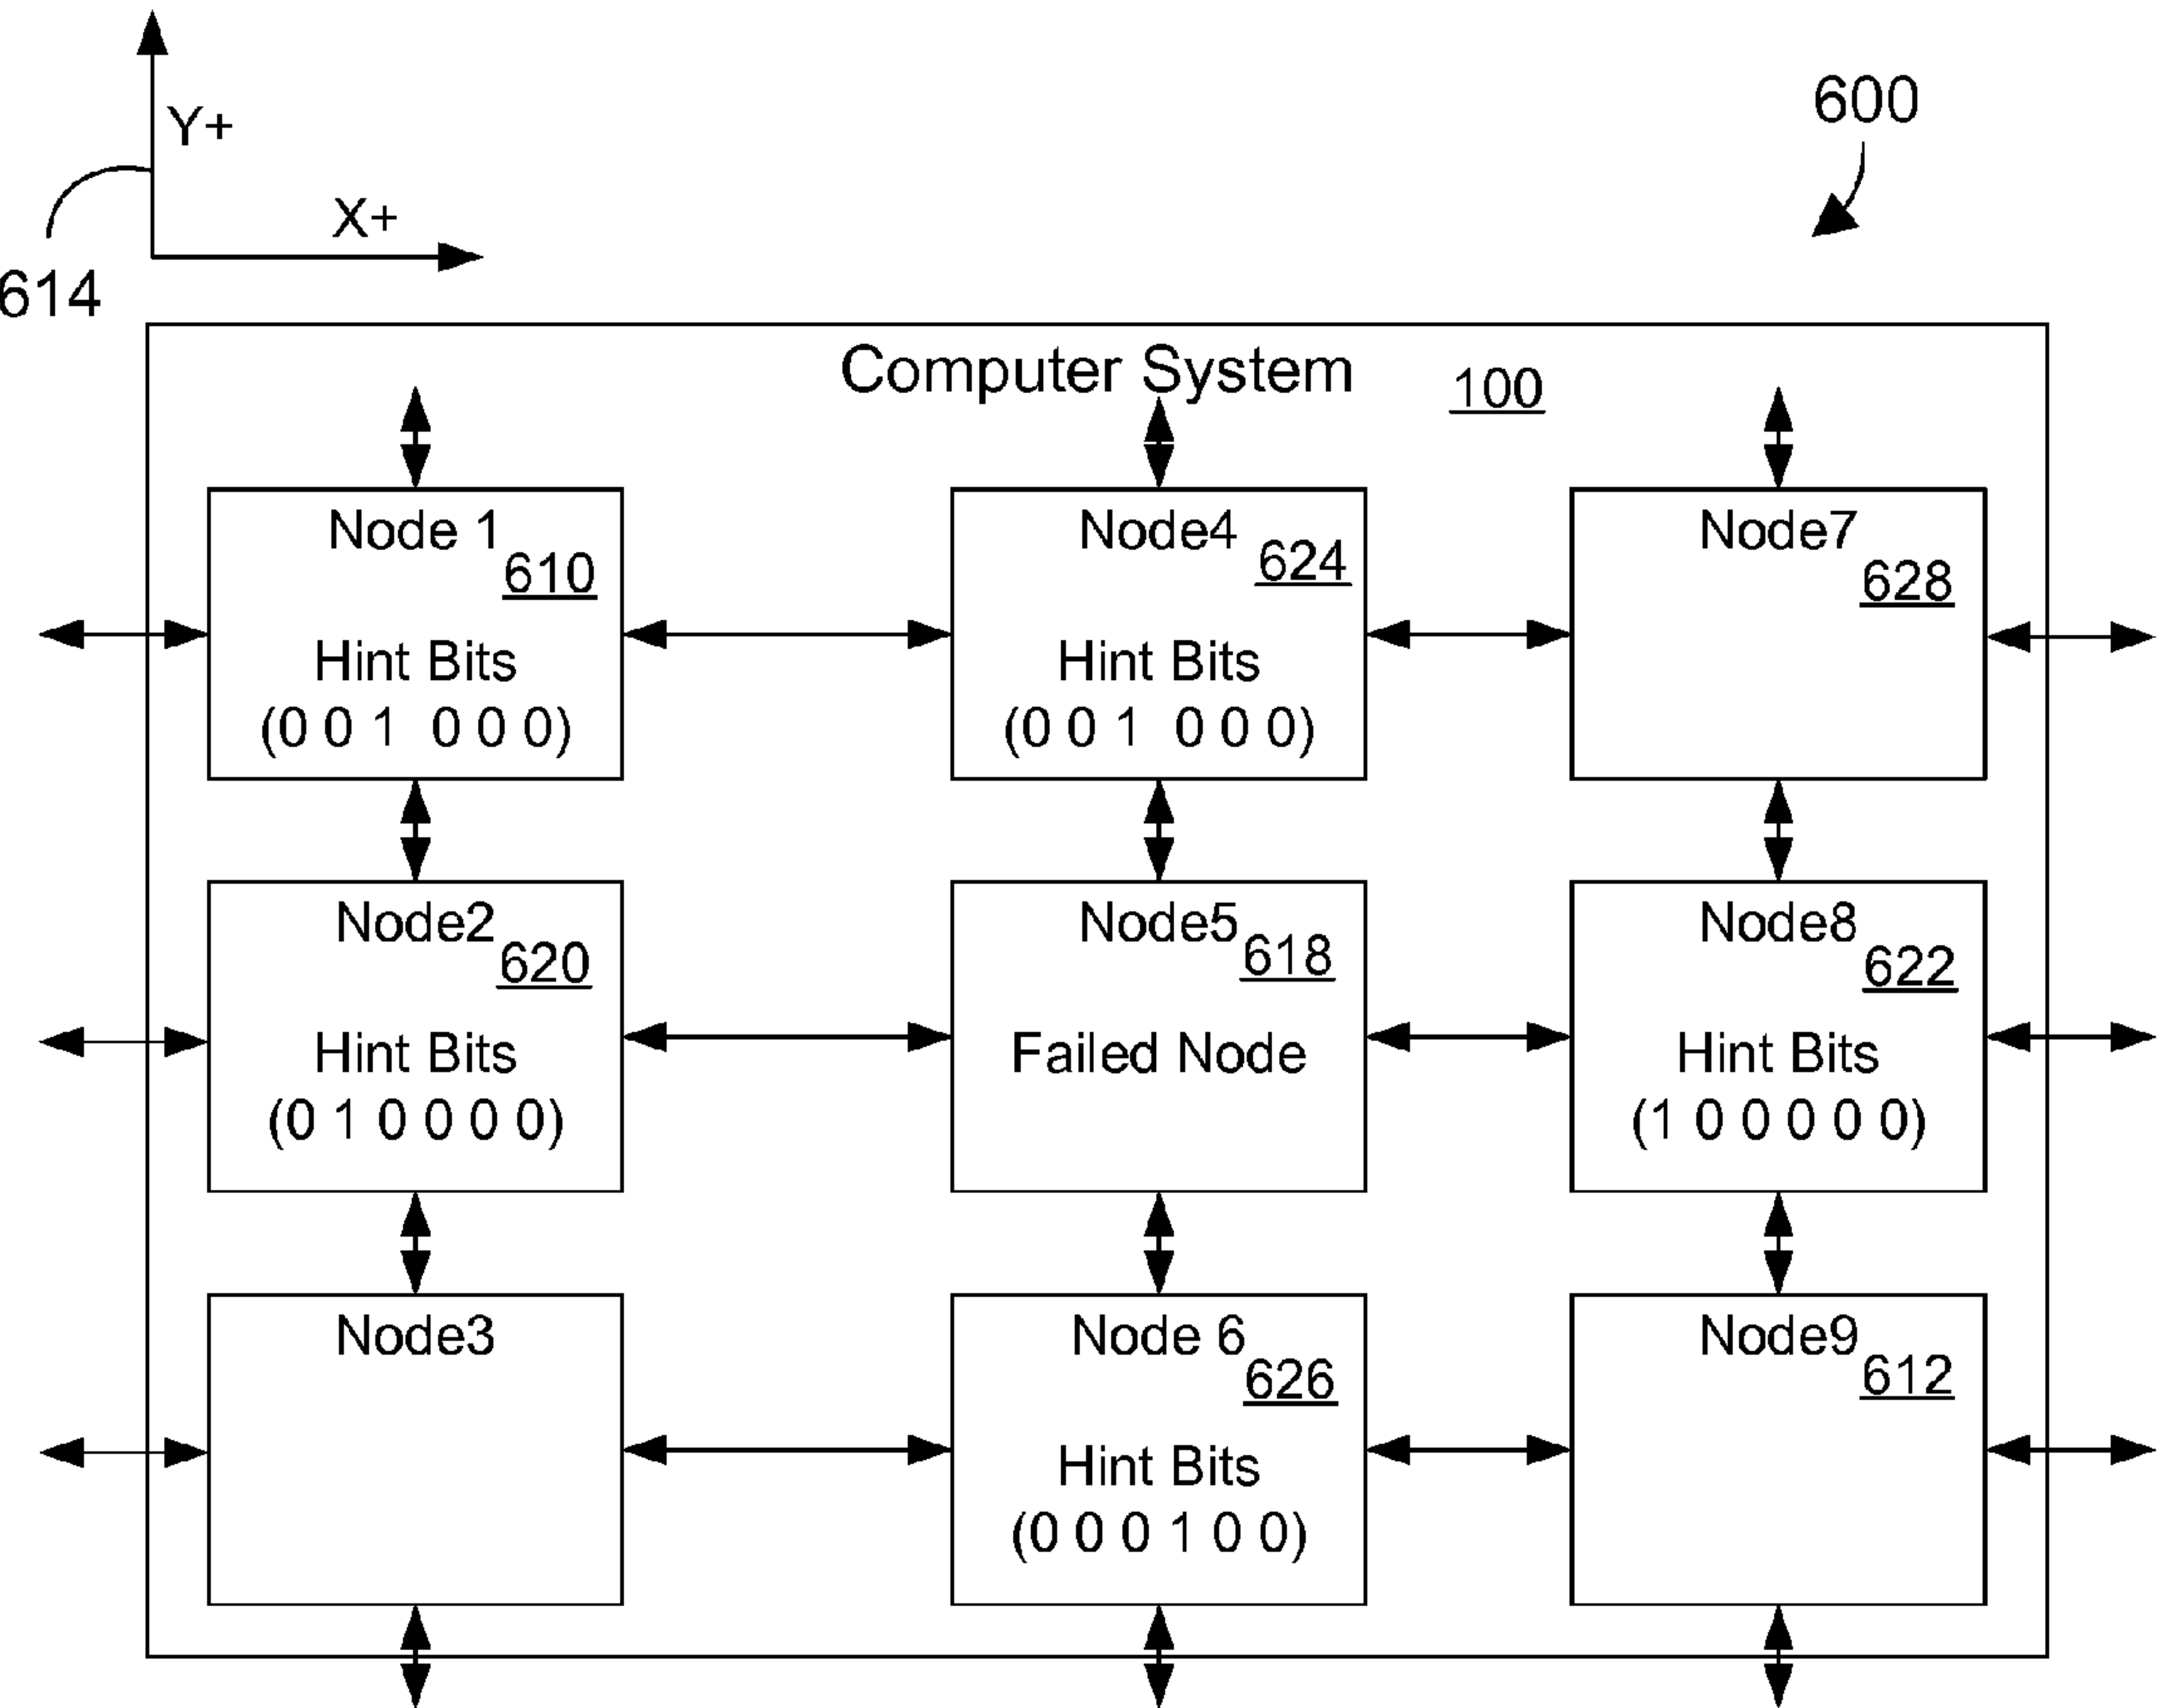 Y+
600
X+
614
Computer System
100
Node 1
610
Hint Bits
(0 0 1 0 0 0)
Node4
624
Hint Bits
(0 0 1 0 0 0)
Node7
628
Node2
620
Hint Bits
(0 1 0 0 0 0)
Node5
618
Failed Node
Node8
622
Hint Bits
(1 0 0 0 0 0)
Node3
Node 6
626
Hint Bits
(0 0 0 1 0 0)
Node9
612